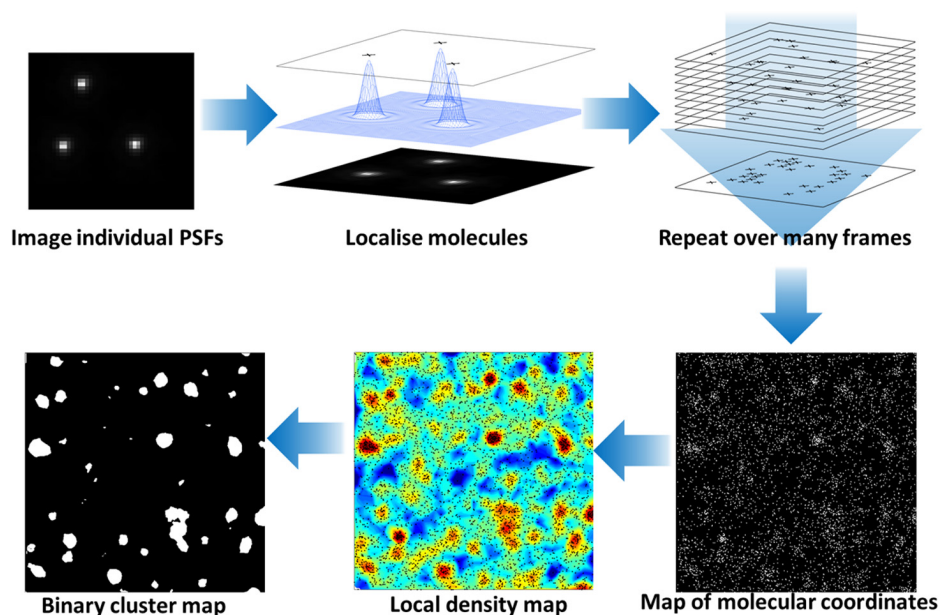 Image individual PSFs
Localise molecules
Repeat over many frames
Binary cluster map
Local density map
Map of molecular coordinates